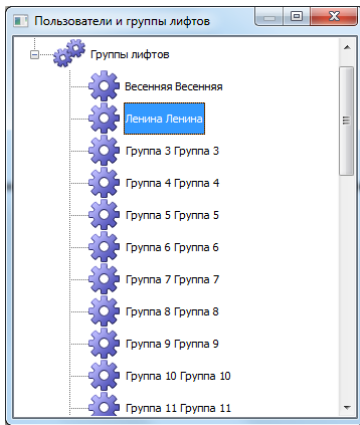 Пользователи и группы лифтов
Группы лифтов
Весенняя Весенняя
Ленина Ленина
Группа 3 Группа 3
Группа 4 Группа 4
Группа 5 Группа 5
Группа 6 Группа 6
Группа 7 Группа 7
Группа 8 Группа 8
Группа 9 Группа 9
Группа 10 Группа 10
Группа 11 Группа 11